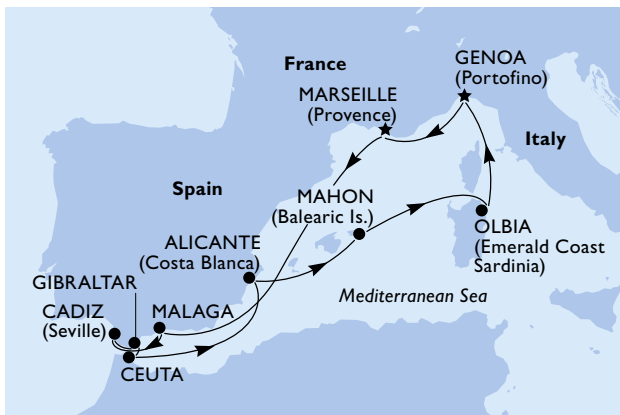 GENOA
(Portofino)
France
MARSEILLE
(Provence)
Italy
Spain
MAHON
(Balearic Is.)
OLBIA
(Emerald Coast
Sardinia)
ALICANTE
(Costa Blanca)
GIBRALTAR
Mediterranean Sea
CADIZ
(Seville)
MALAGA
CEUTA